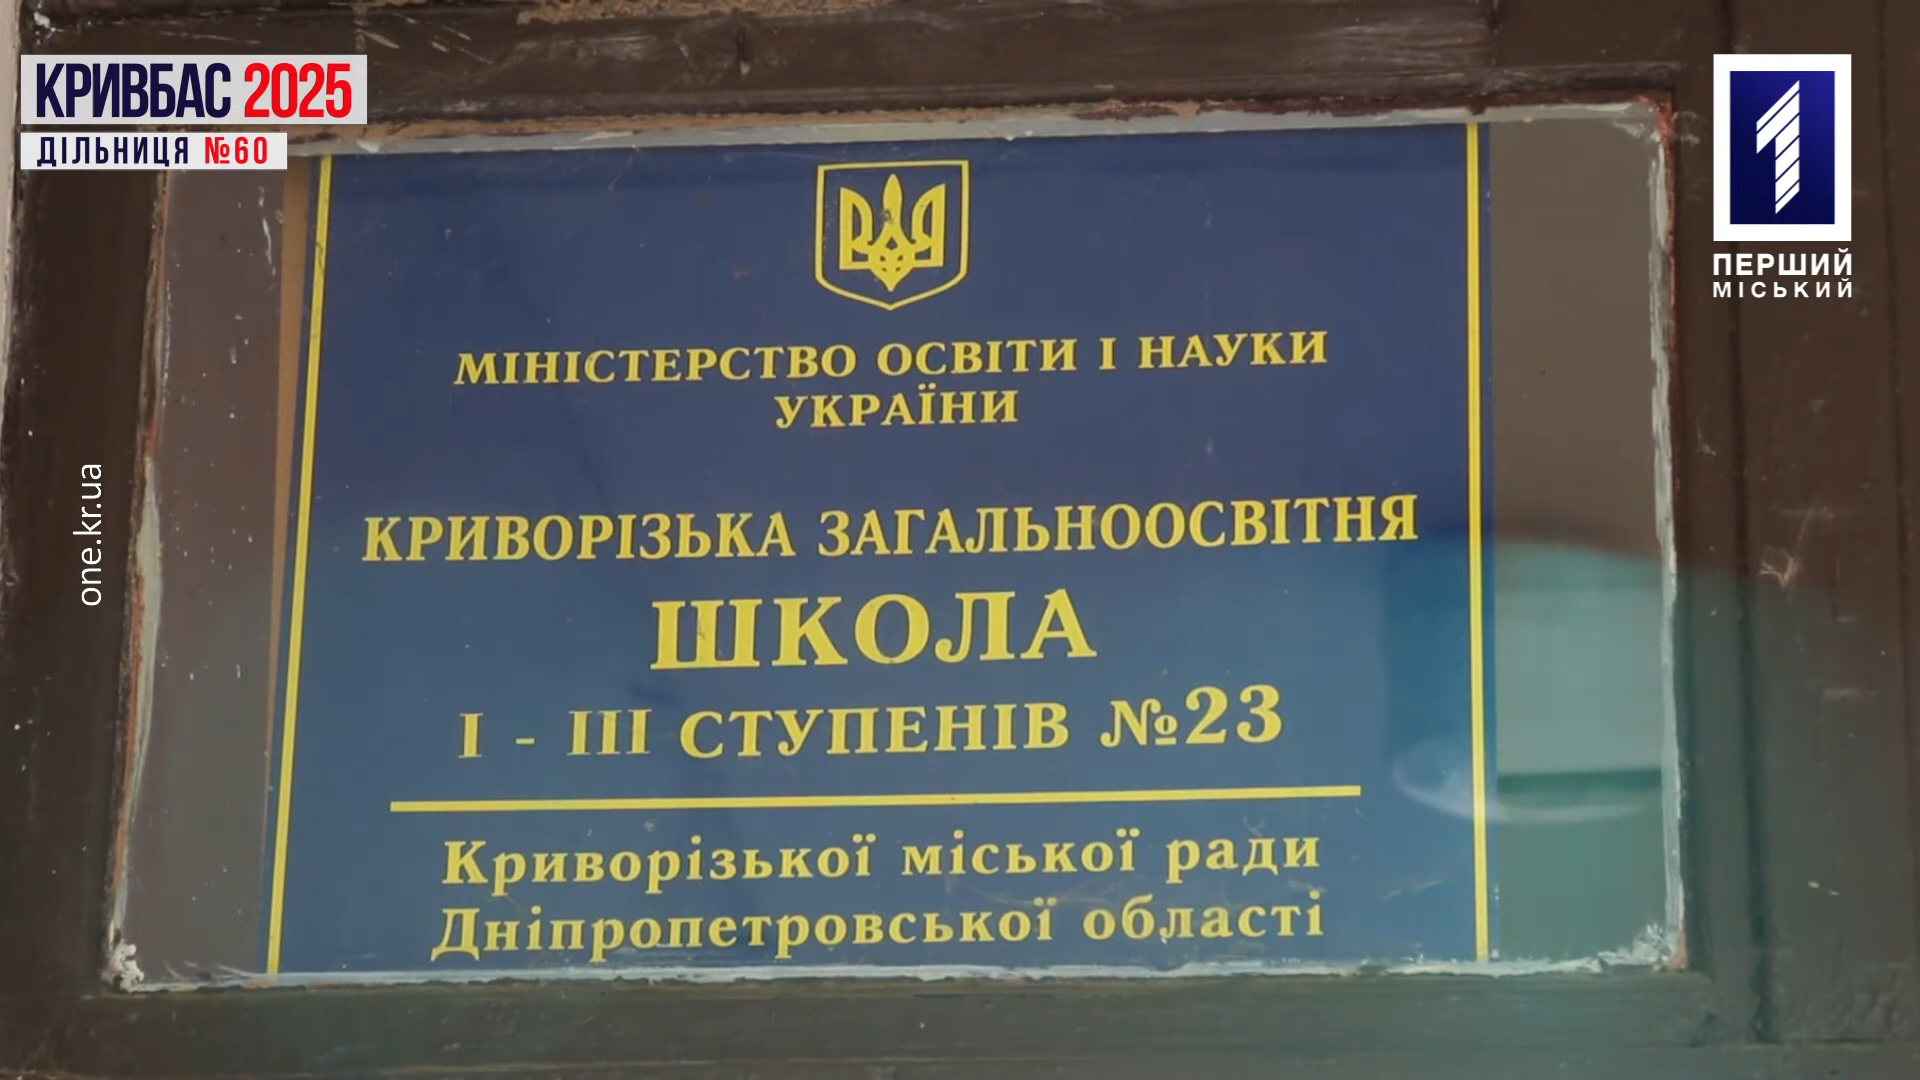 КРИВБАС 2025
ДІЛЬНИЦЯ №60
ПЕРШИЙ
МІСЬКИЙ
one.kr.ua
МІНІСТЕРСТВО ОСВІТИ І НАУКИ
УКРАЇНИ
КРИВОРІЗЬКА ЗАГАЛЬНООСВІТНЯ
ШКОЛА
І - ІІІ СТУПЕНІВ №23
Криворізької міської ради
Дніпропетровської області